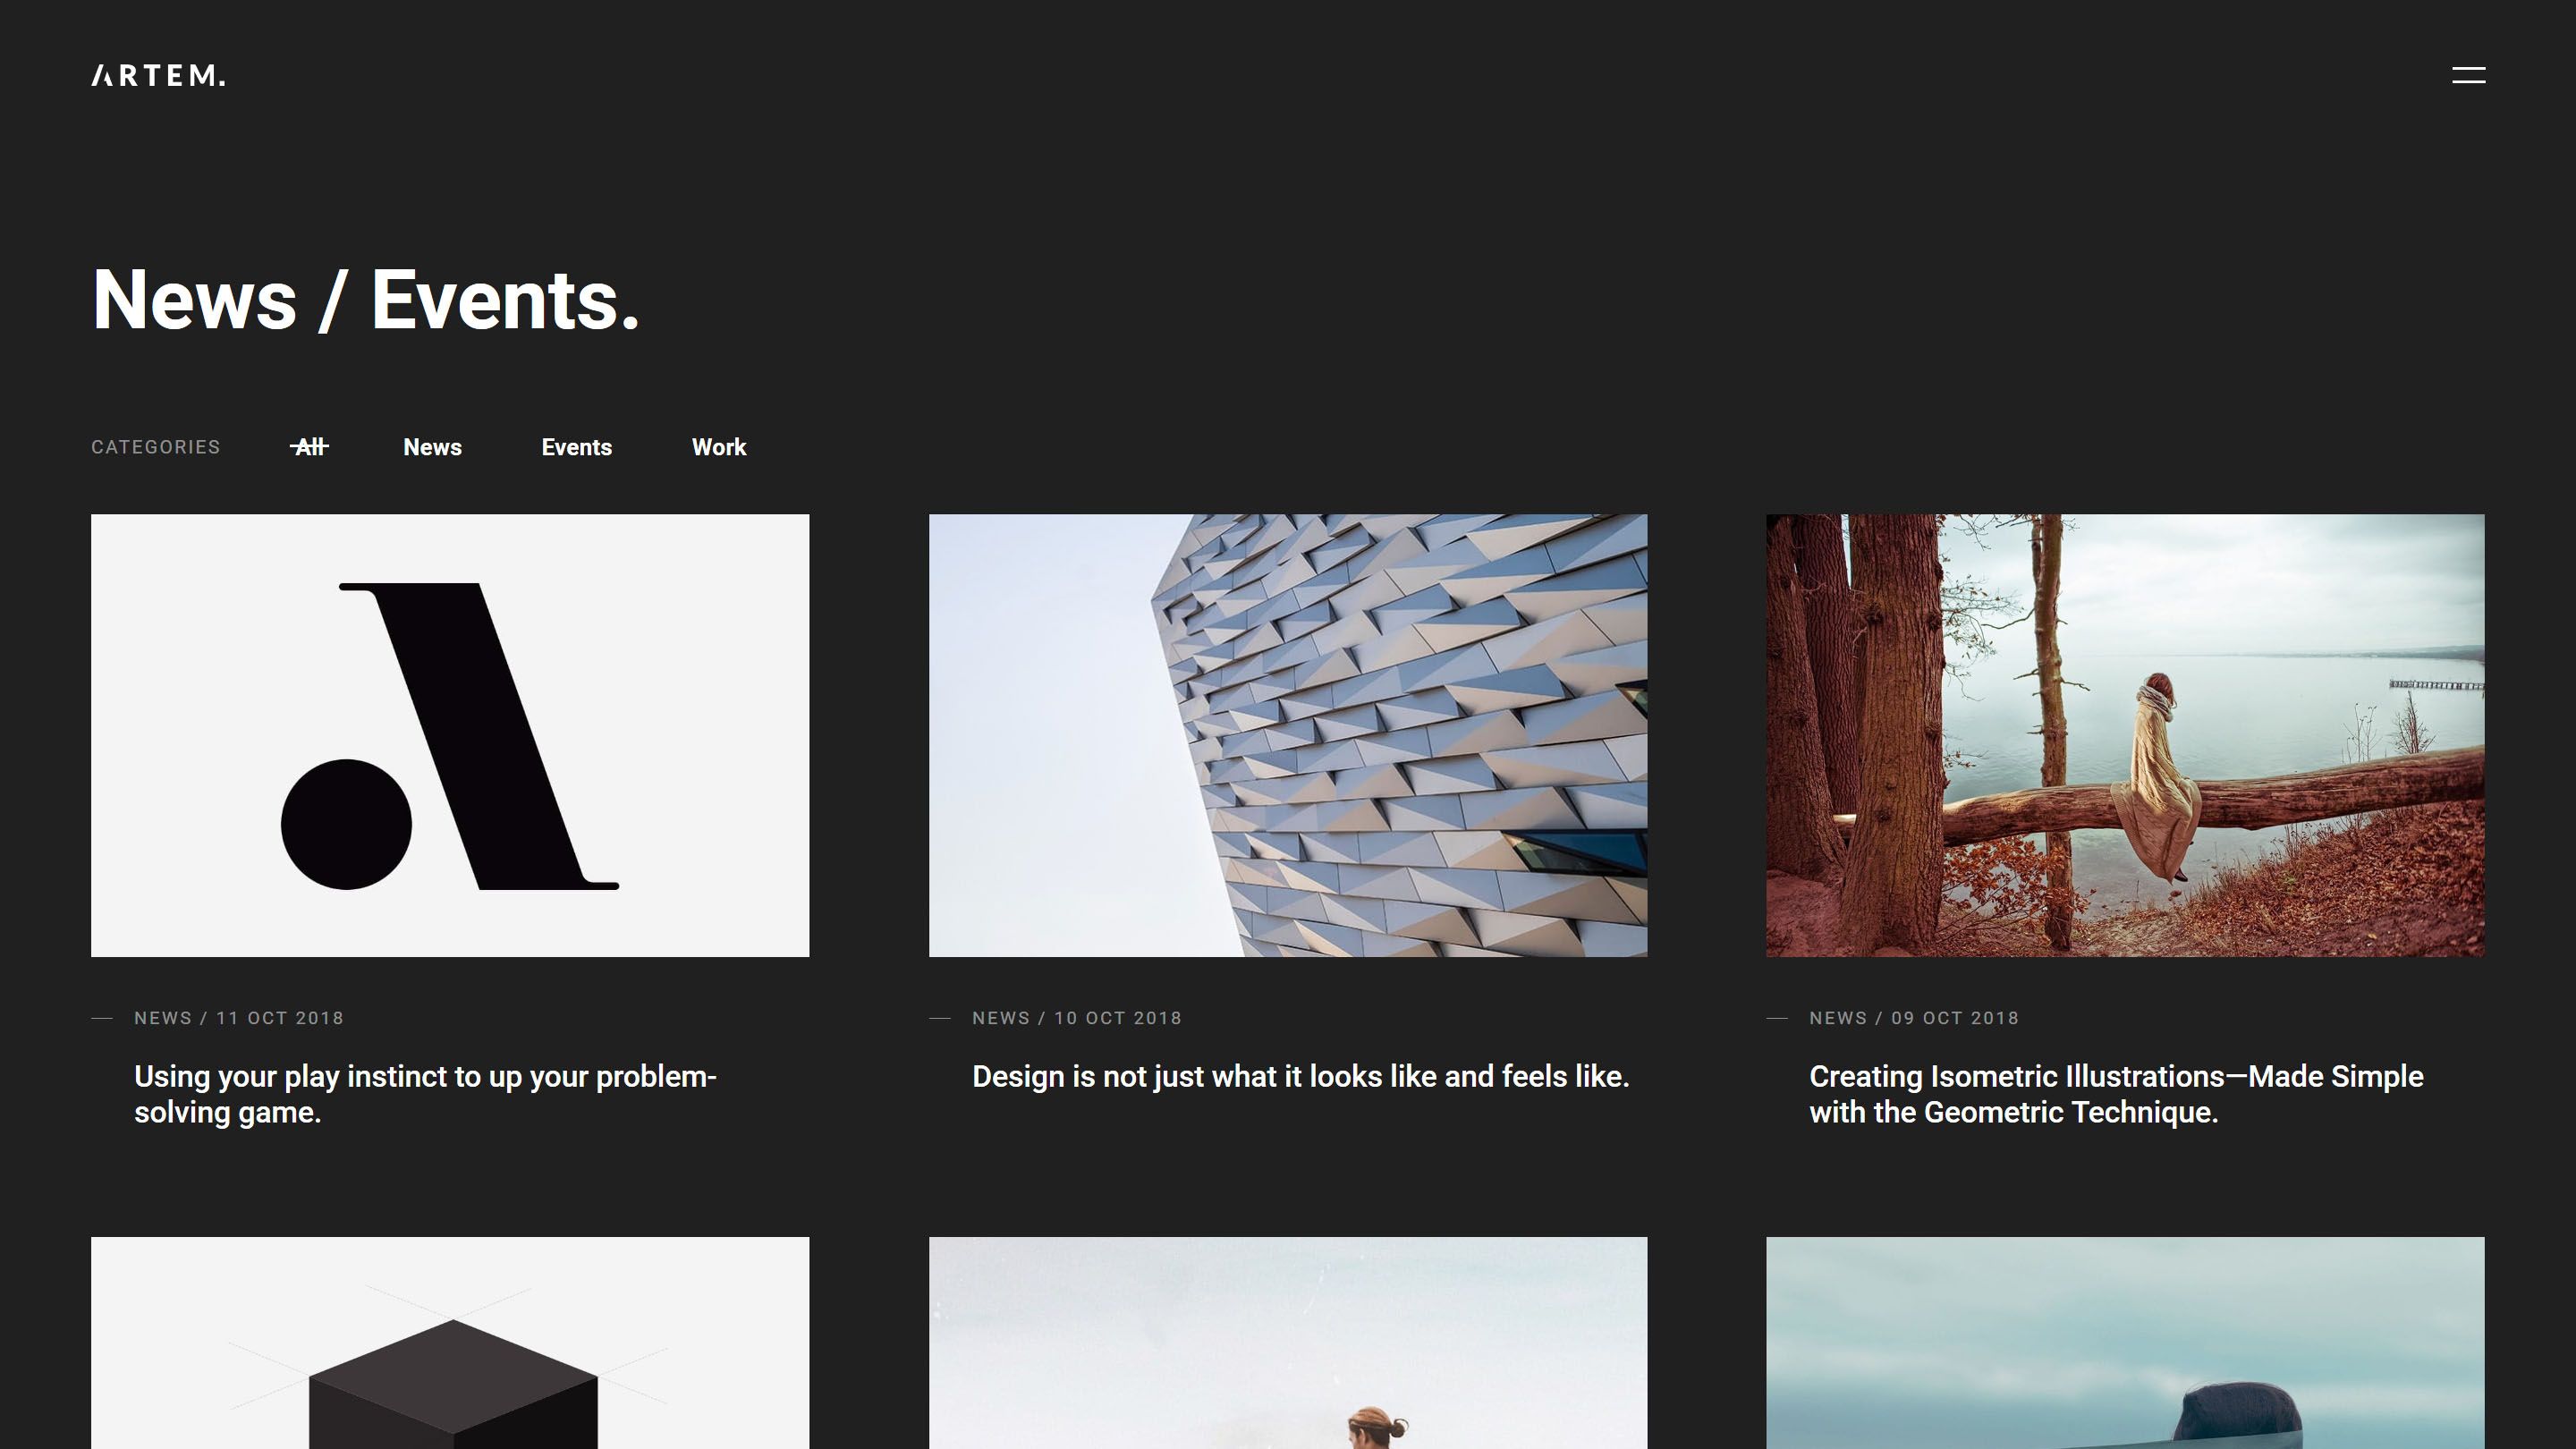 ARTEM.
News / Events.
CATEGORIES All News Events Work
NEWS / 11 OCT 2018
Using your play instinct to up your problem-
solving game.
NEWS / 10 OCT 2018
Design is not just what it looks like and feels like.
NEWS / 09 OCT 2018
Creating Isometric Illustrations—Made Simple
with the Geometric Technique.